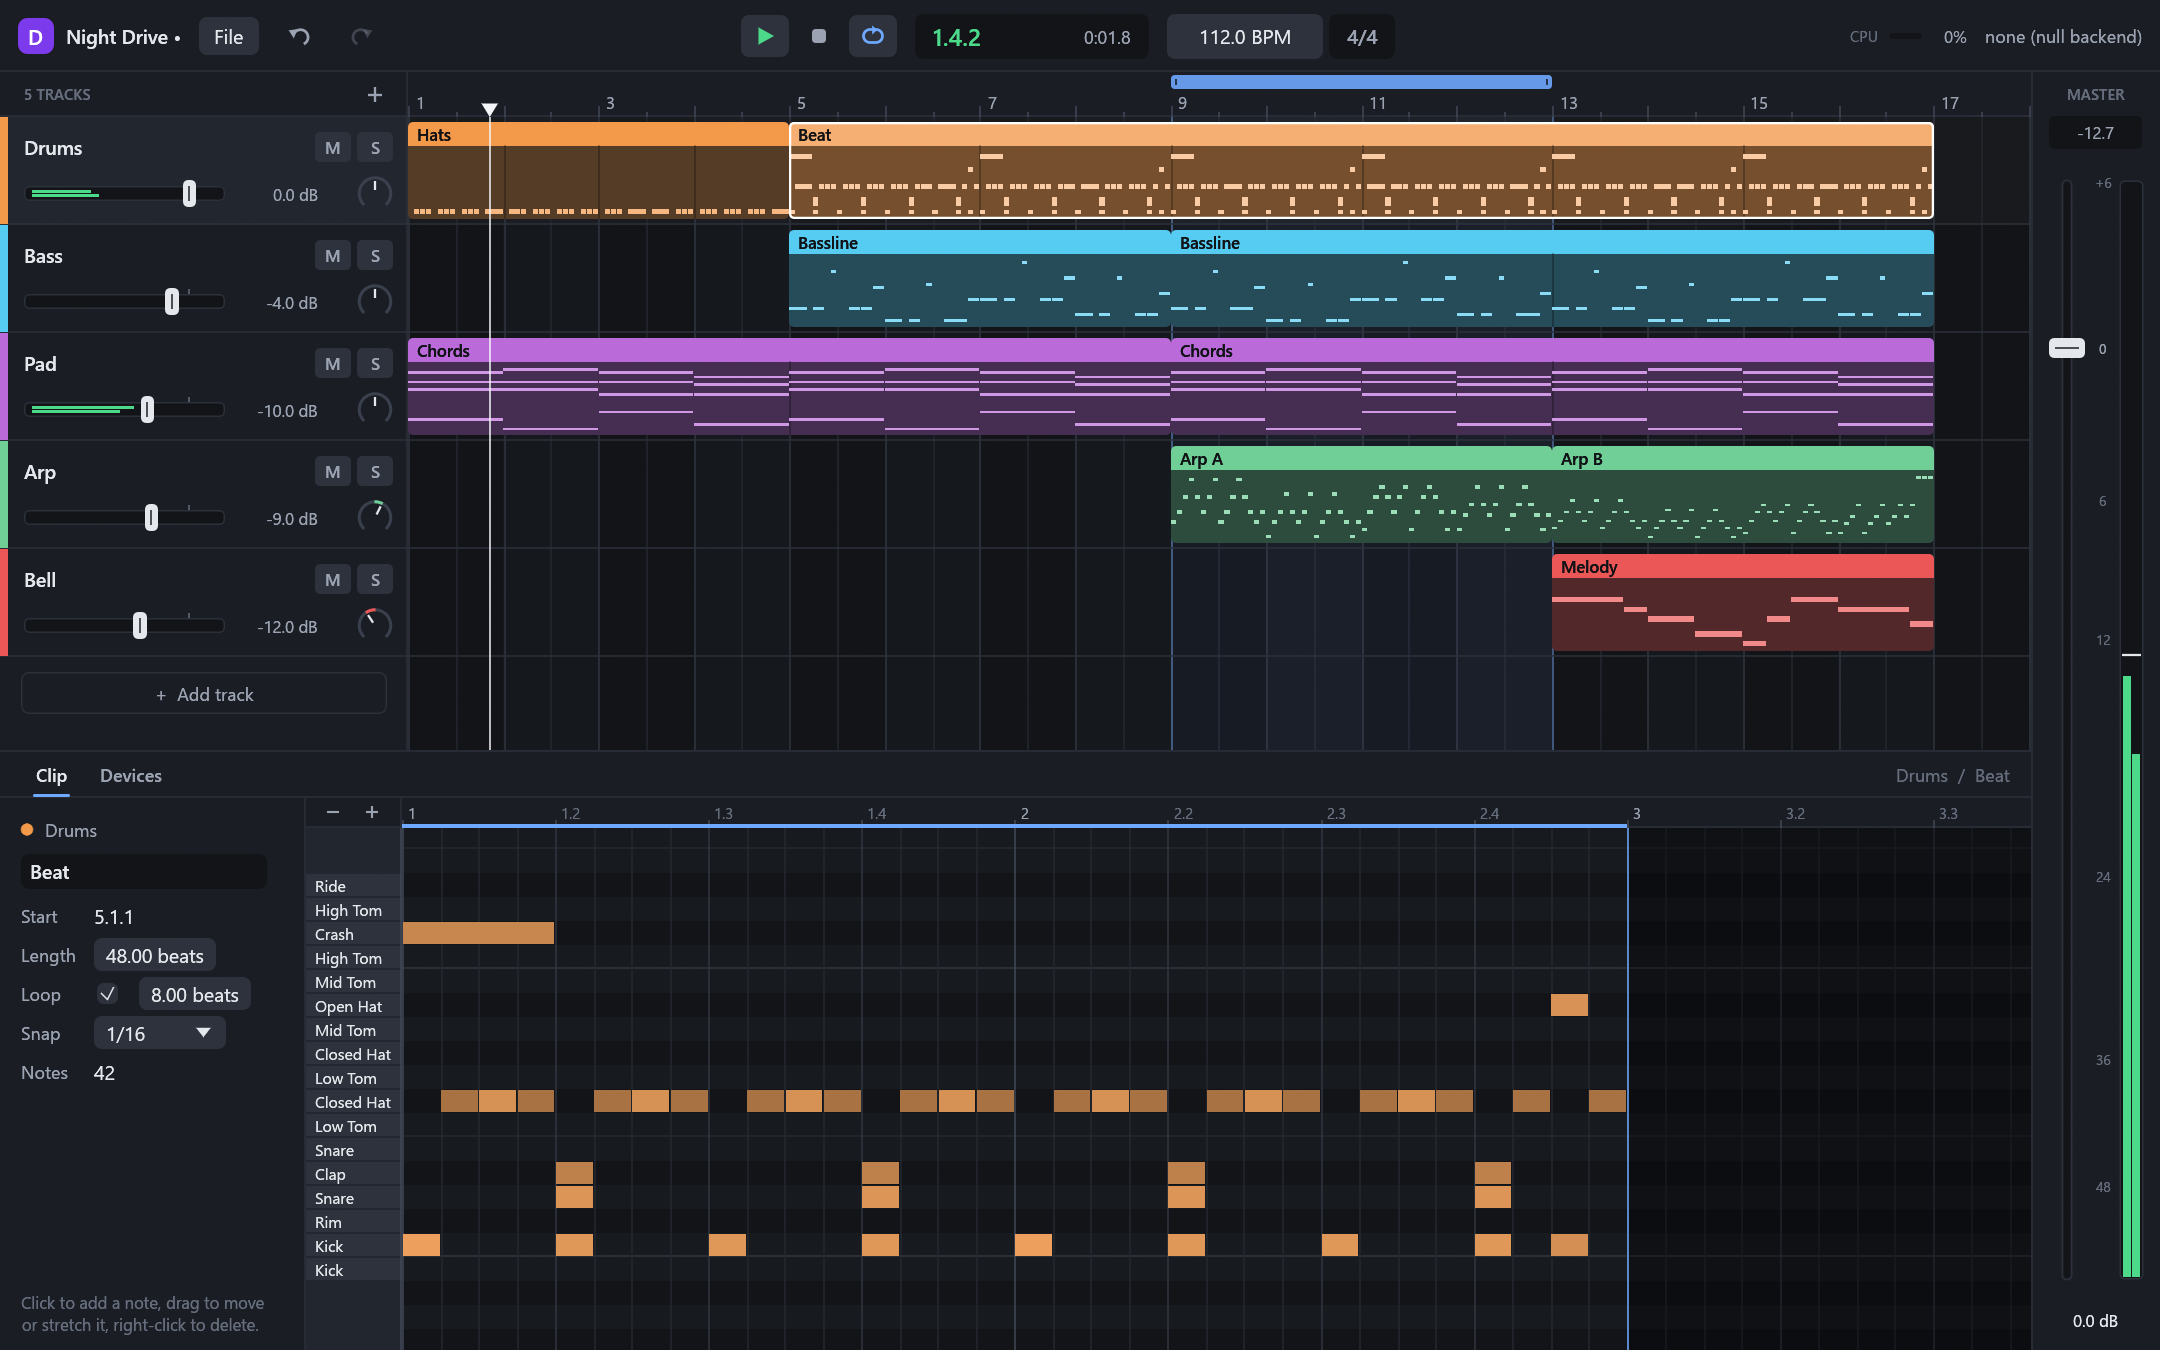 D Night Drive • File 1.4.2 0:01.8 112.0 BPM 4/4 CPU 0% none (null backend)
5 TRACKS + 1 3 5 7 9 11 13 15 17 MASTER
-12.7
Drums M S
0.0 dB
Hats Beat
Bass M S
-4.0 dB
Bassline Bassline
Pad M S
-10.0 dB
Chords Chords
Arp M S
-9.0 dB
Arp A Arp B
Bell M S
-12.0 dB
Melody
+ Add track
+6
0
6
12
24
36
48
0.0 dB
Clip Devices Drums / Beat
− + 1 1.2 1.3 1.4 2 2.2 2.3 2.4 3 3.2 3.3
Drums
Beat
Start 5.1.1
Length 48.00 beats
Loop 8.00 beats
Snap 1/16
Notes 42
Click to add a note, drag to move
or stretch it, right-click to delete.
Ride
High Tom
Crash
High Tom
Mid Tom
Open Hat
Mid Tom
Closed Hat
Low Tom
Closed Hat
Low Tom
Snare
Clap
Snare
Rim
Kick
Kick